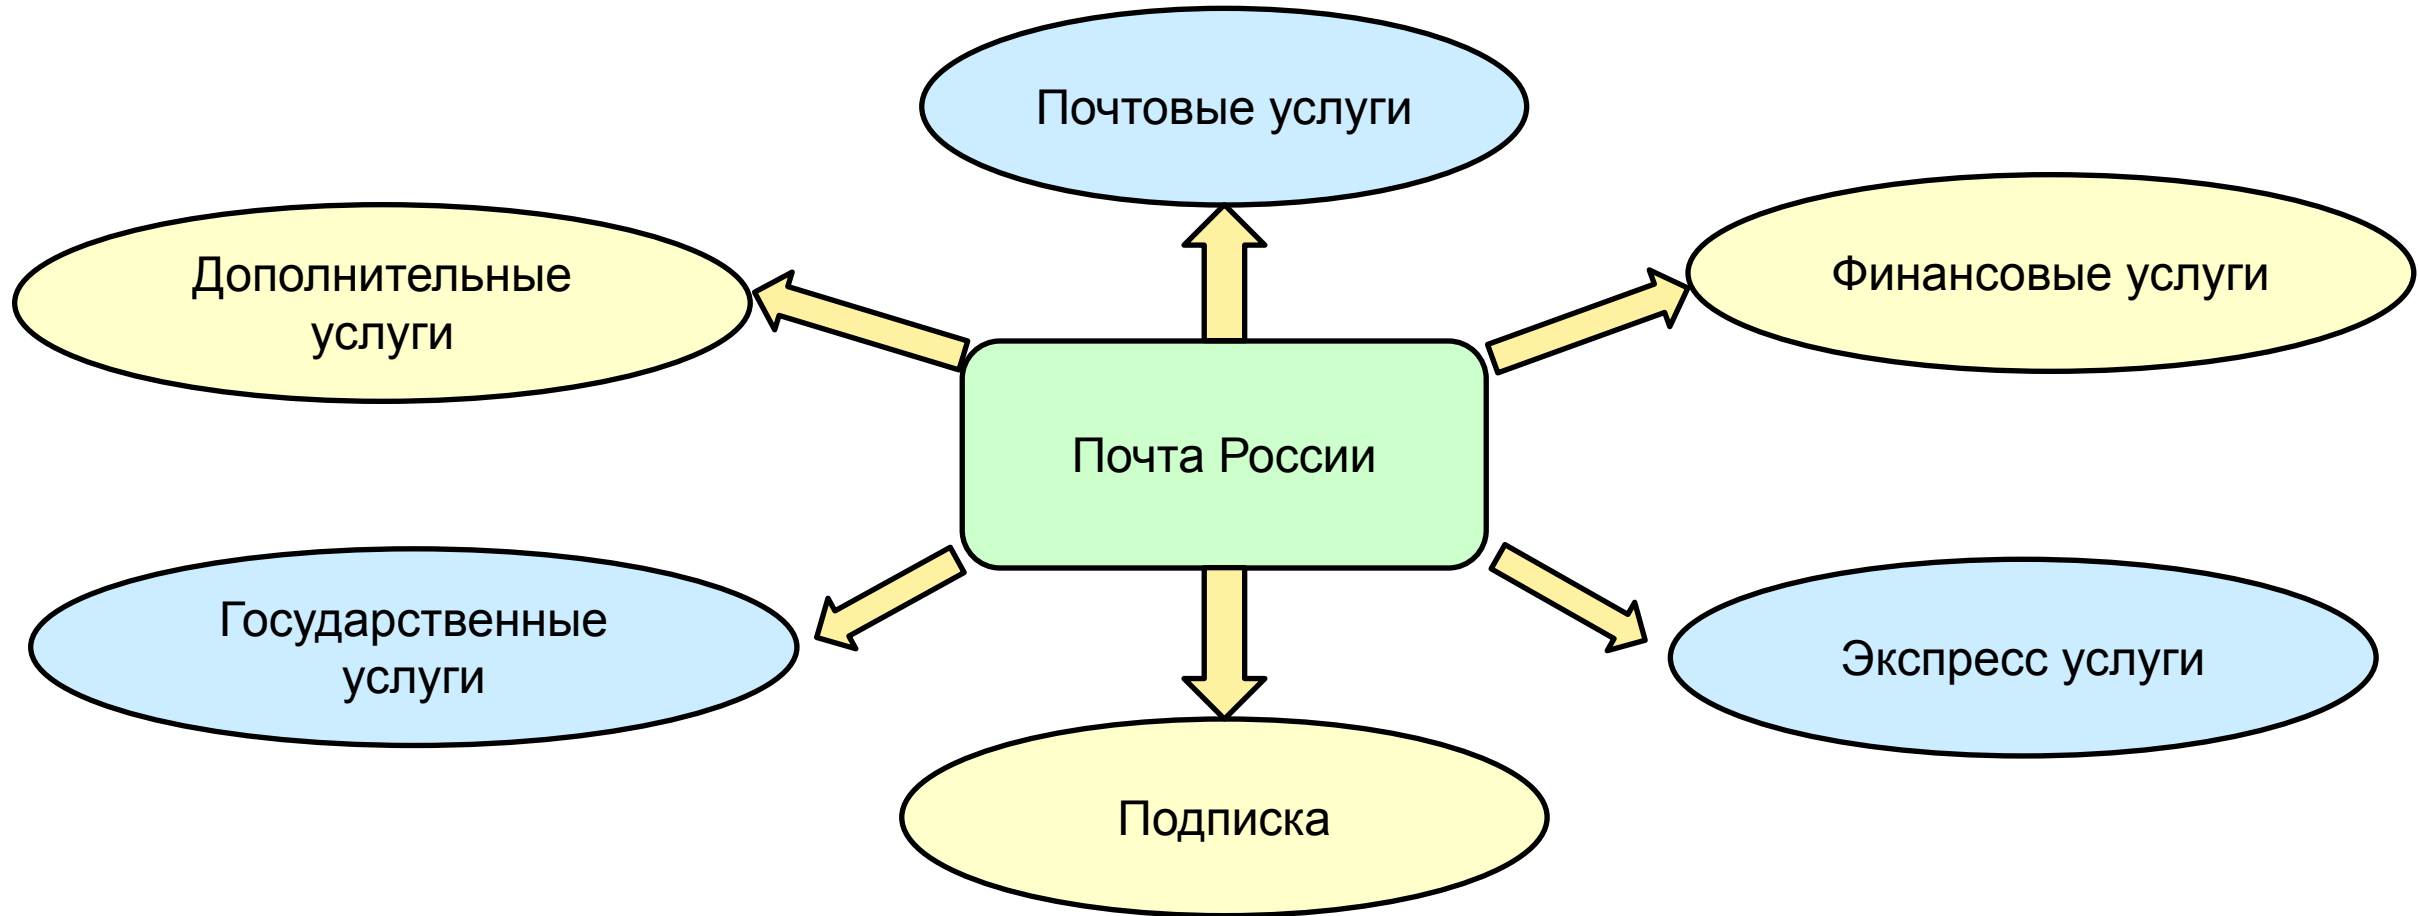 Почтовые услуги
Дополнительные
услуги
Финансовые услуги
Почта России
Государственные
услуги
Экспресс услуги
Подписка